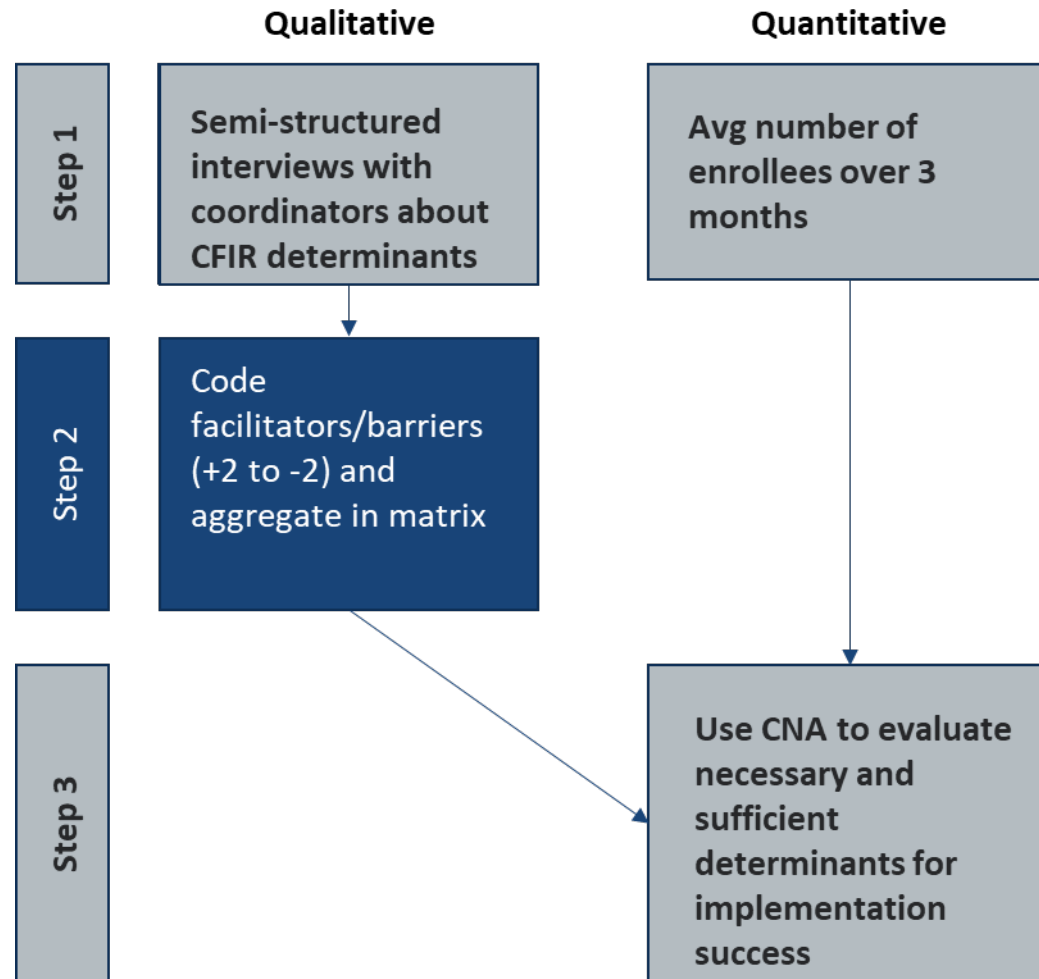 Qualitative
Quantitative
Step 1
Semi-structured
interviews with
coordinators about
CFIR determinants
Avg number of
enrollees over 3
months
Step 2
Code
facilitators/barriers
(+2 to -2) and
aggregate in matrix
Step 3
Use CNA to evaluate
necessary and
sufficient
determinants for
implementation
success